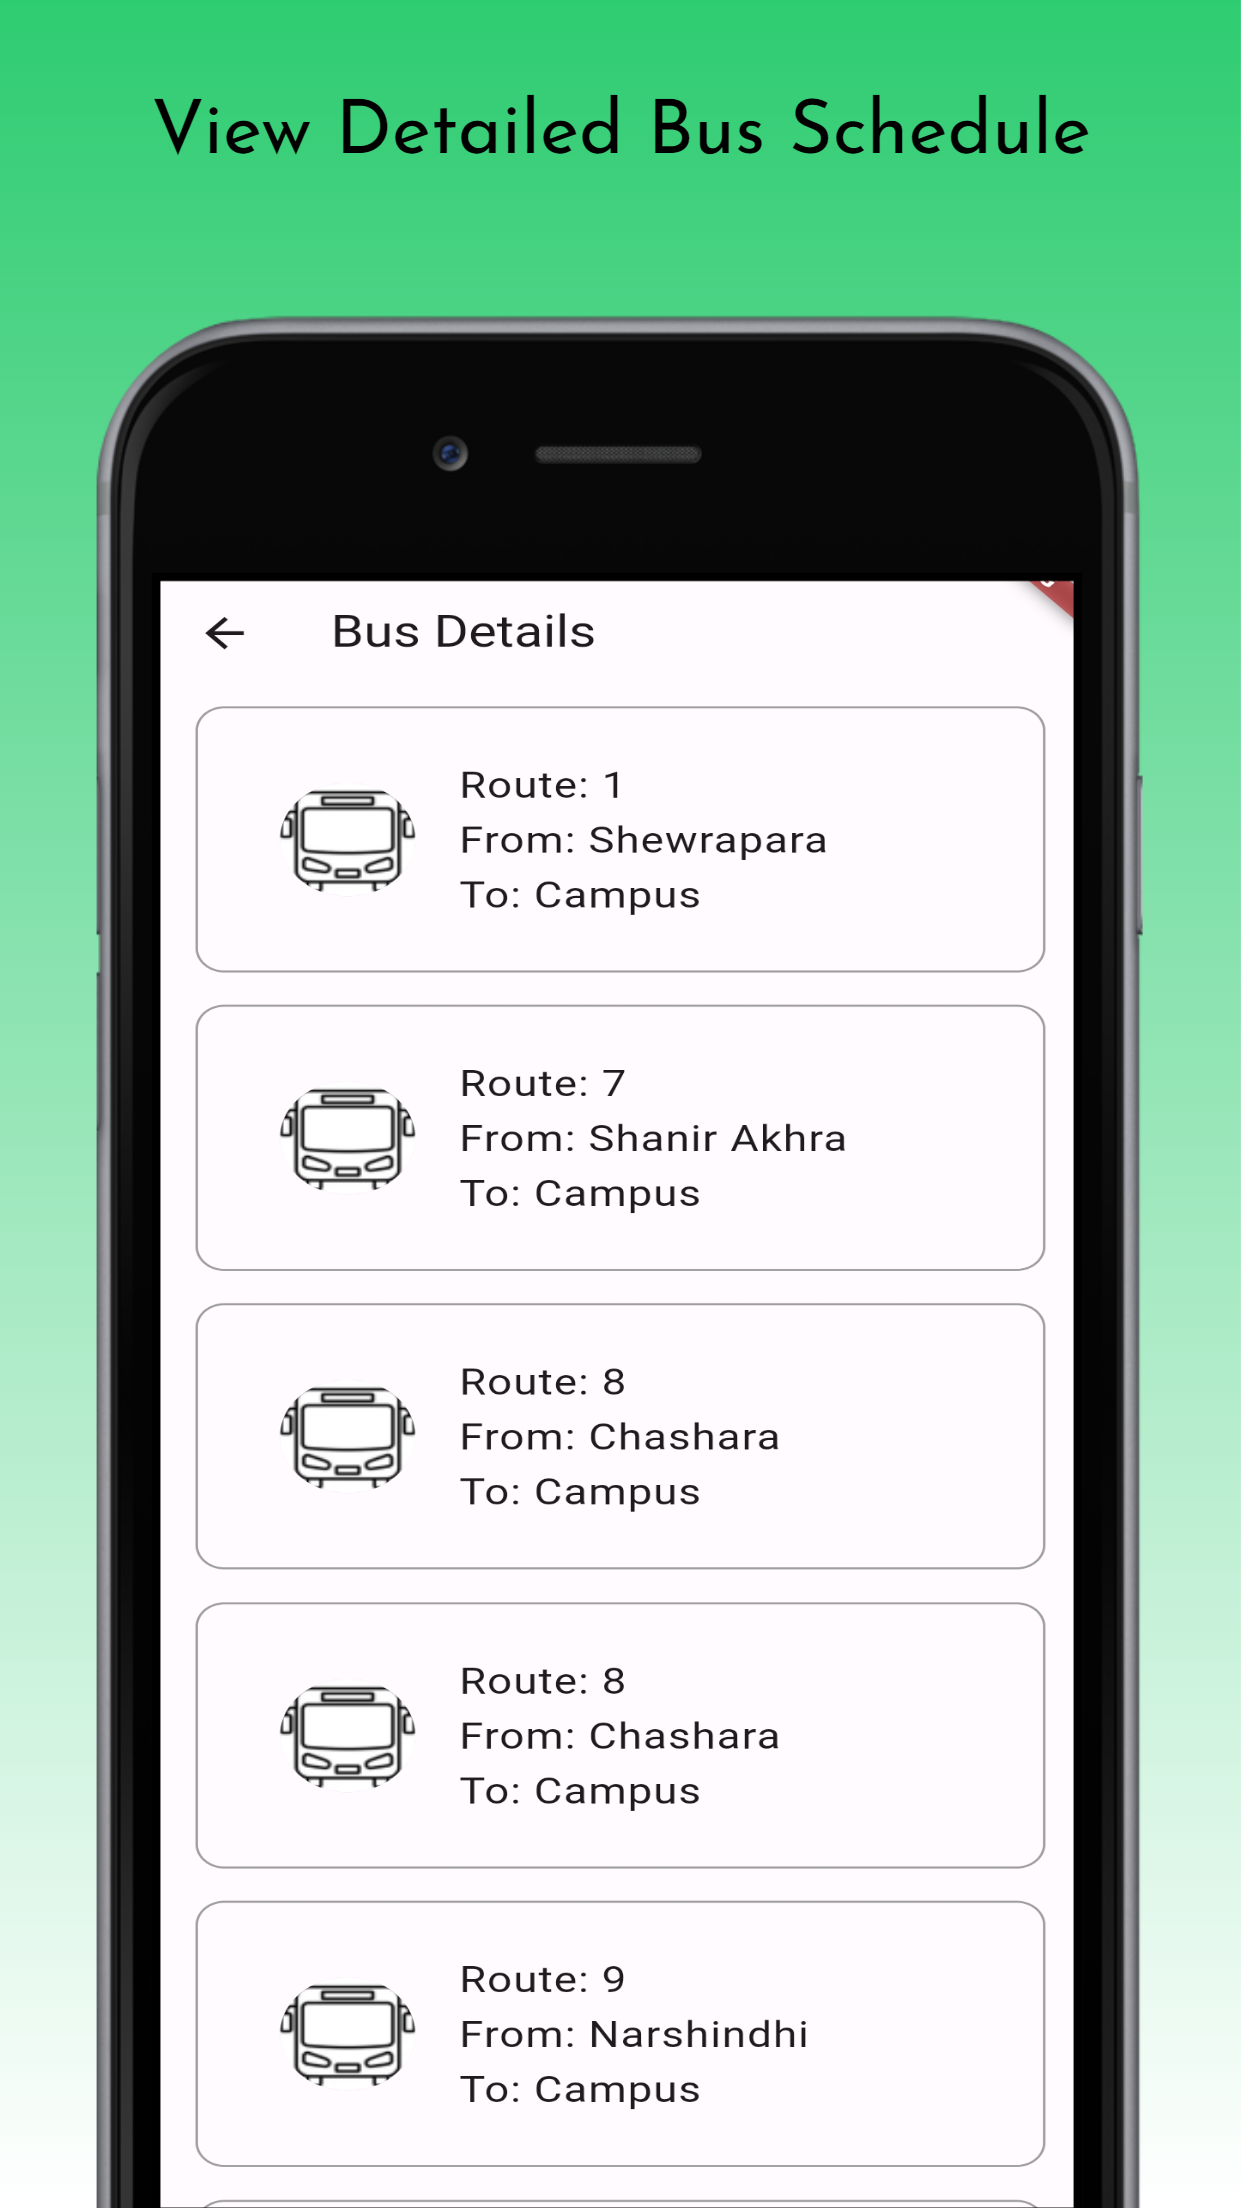 View Detailed Bus Schedule
Bus Details
Route: 1
From: Shewrapara
To: Campus
Route: 7
From: Shanir Akhra
To: Campus
Route: 8
From: Chashara
To: Campus
Route: 8
From: Chashara
To: Campus
Route: 9
From: Narshindhi
To: Campus